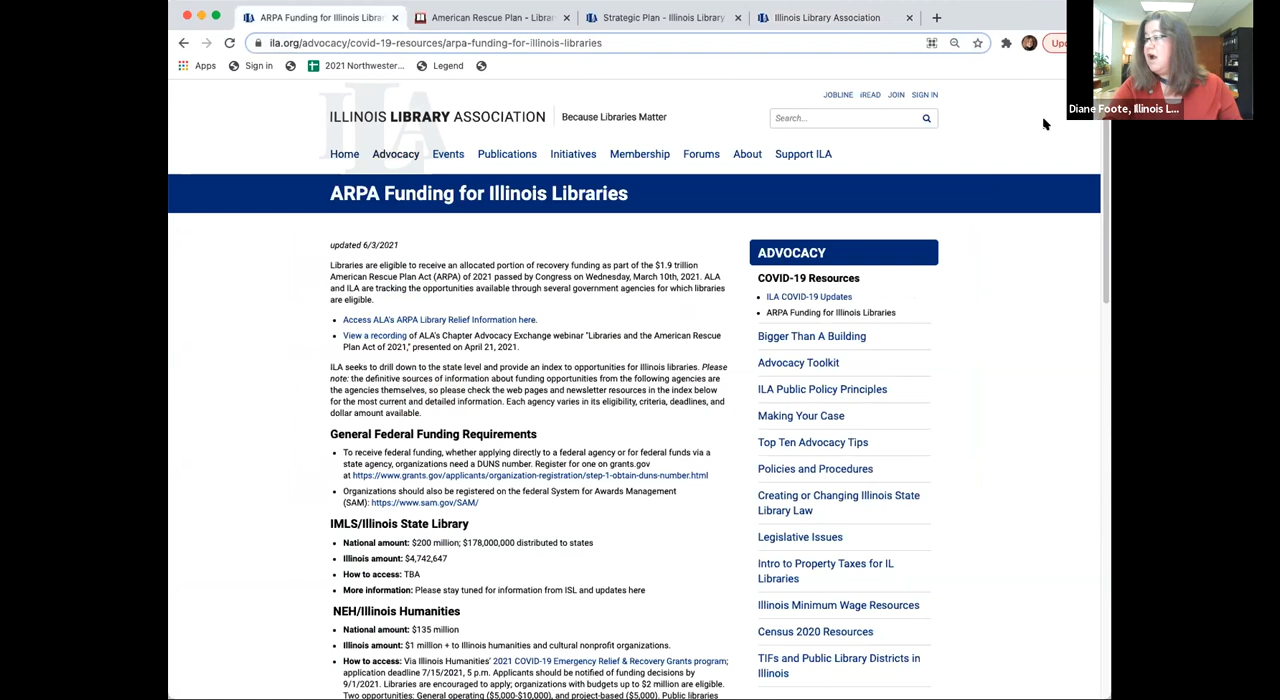 ARPA Funding for Illinois Librar
American Rescue Plan - Librar
Strategic Plan - Illinois Library
Illinois Library Association
ila.org/advocacy/covid-19-resources/arpa-funding-for-illinois-libraries
Upd
Apps
Sign in
2021 Northwester...
Legend
Diane Foote, Illinois L...
JOBLINE iREAD JOIN SIGN IN
ILLINOIS LIBRARY ASSOCIATION
Because Libraries Matter
Search...
Home Advocacy Events Publications Initiatives Membership Forums About Support ILA
ARPA Funding for Illinois Libraries
updated 6/3/2021
Libraries are eligible to receive an allocated portion of recovery funding as part of the $1.9 trillion
American Rescue Plan Act (ARPA) of 2021 passed by Congress on Wednesday, March 10th, 2021. ALA
and ILA are tracking the opportunities available through several government agencies for which libraries
are eligible.
• Access ALA's ARPA Library Relief Information here.
• View a recording of ALA's Chapter Advocacy Exchange webinar "Libraries and the American Rescue
Plan Act of 2021," presented on April 21, 2021.
ILA seeks to drill down to the state level and provide an index to opportunities for Illinois libraries. Please
note: the definitive sources of information about funding opportunities from the following agencies are
the agencies themselves, so please check the web pages and newsletter resources in the index below
for the most current and detailed information. Each agency varies in its eligibility, criteria, deadlines, and
dollar amount available.
General Federal Funding Requirements
• To receive federal funding, whether applying directly to a federal agency or for federal funds via a
state agency, organizations need a DUNS number. Register for one on grants.gov
at https://www.grants.gov/applicants/organization-registration/step-1-obtain-duns-number.html
• Organizations should also be registered on the federal System for Awards Management
(SAM): https://www.sam.gov/SAM/
IMLS/Illinois State Library
• National amount: $200 million; $178,000,000 distributed to states
• Illinois amount: $4,742,647
• How to access: TBA
• More information: Please stay tuned for information from ISL and updates here
NEH/Illinois Humanities
• National amount: $135 million
• Illinois amount: $1 million + to Illinois humanities and cultural nonprofit organizations.
• How to access: Via Illinois Humanities' 2021 COVID-19 Emergency Relief & Recovery Grants program;
application deadline 7/15/2021, 5 p.m. Applicants should be notified of funding decisions by
9/1/2021. Libraries are encouraged to apply; organizations with budgets up to $2 million are eligible.
Two opportunities: General operating ($5,000-$10,000), and project-based ($5,000). Public libraries
ADVOCACY
COVID-19 Resources
• ILA COVID-19 Updates
• ARPA Funding for Illinois Libraries
Bigger Than A Building
Advocacy Toolkit
ILA Public Policy Principles
Making Your Case
Top Ten Advocacy Tips
Policies and Procedures
Creating or Changing Illinois State
Library Law
Legislative Issues
Intro to Property Taxes for IL
Libraries
Illinois Minimum Wage Resources
Census 2020 Resources
TIFs and Public Library Districts in
Illinois